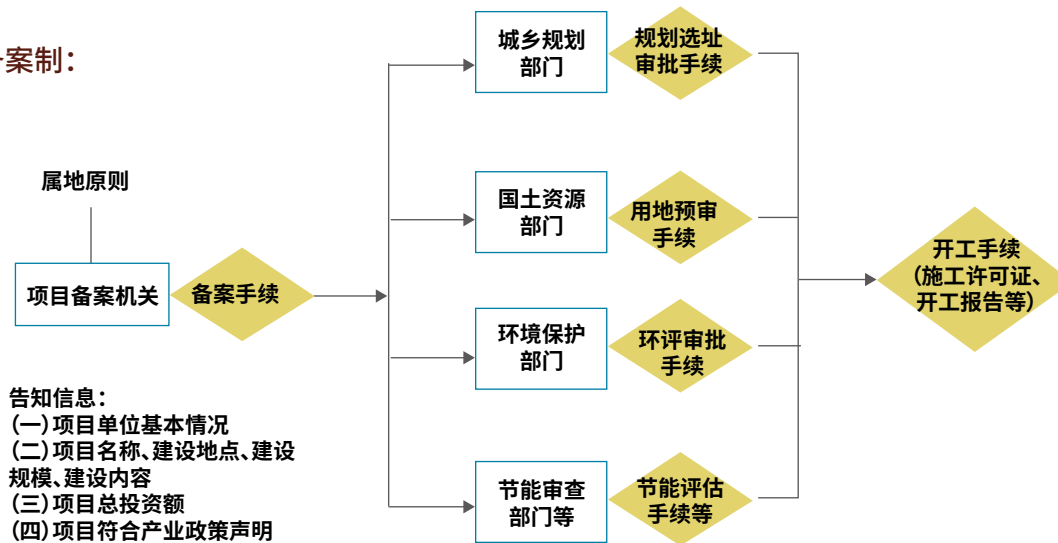 案制：
属地原则
项目备案机关
备案手续
告知信息：
（一）项目单位基本情况
（二）项目名称、建设地点、建设
规模、建设内容
（三）项目总投资额
（四）项目符合产业政策声明
城乡规划
部门
规划选址
审批手续
国土资源
部门
用地预审
手续
环境保护
部门
环评审批
手续
节能审查
部门等
节能评估
手续等
开工手续
（施工许可证、
开工报告等）